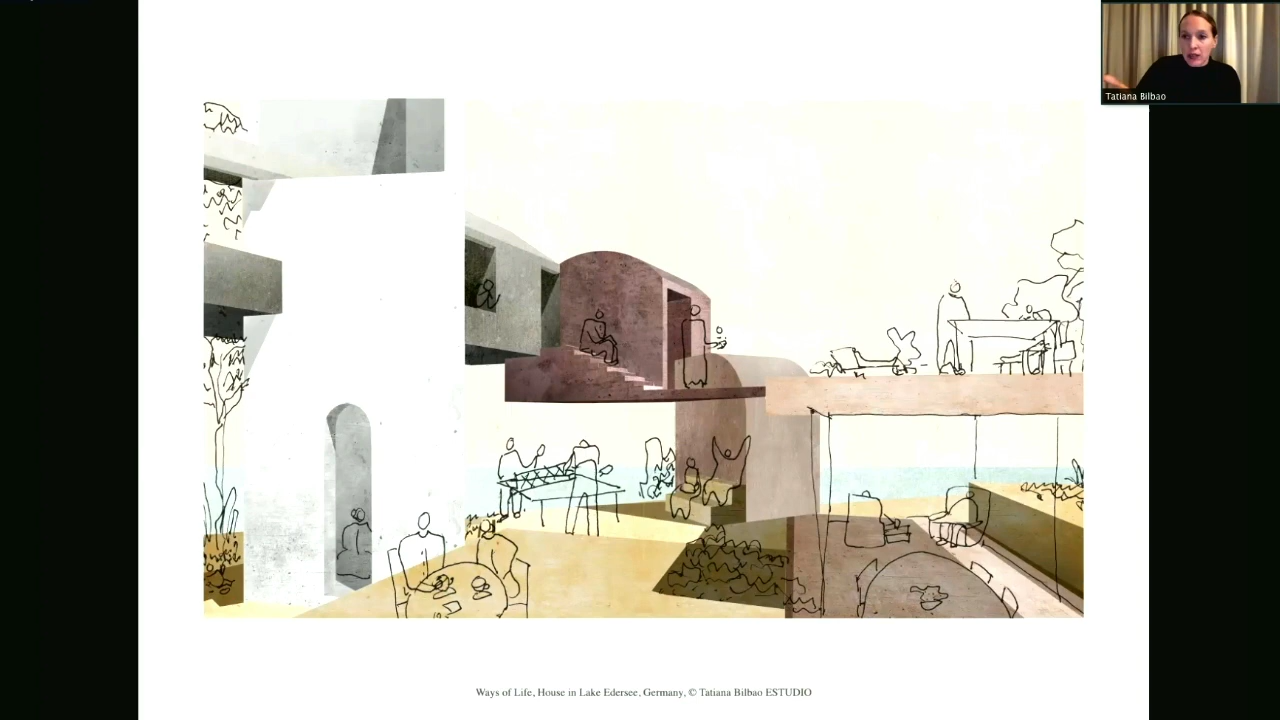 Tatiana Bilbao
Ways of Life, House in Lake Edersee, Germany, © Tatiana Bilbao ESTUDIO